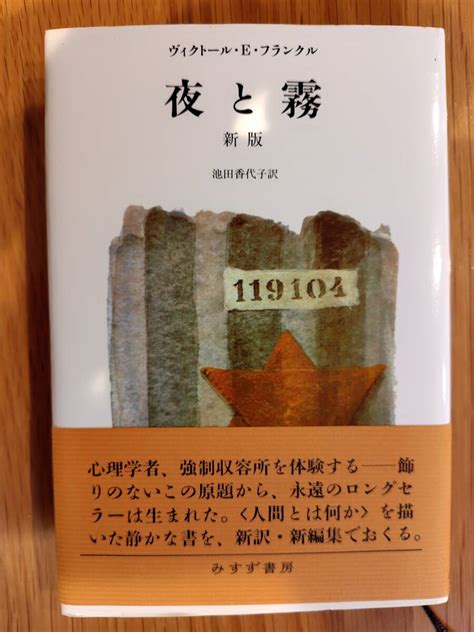 ヴィクトール・E・フランクル
夜と霧
新版
池田香代子訳
119104
心理学者、強制収容所を体験する──飾
りのないこの原題から、永遠のロングセ
ラーは生まれた。〈人間とは何か〉を描
いた静かな書を、新訳・新編集でおくる。
みすず書房